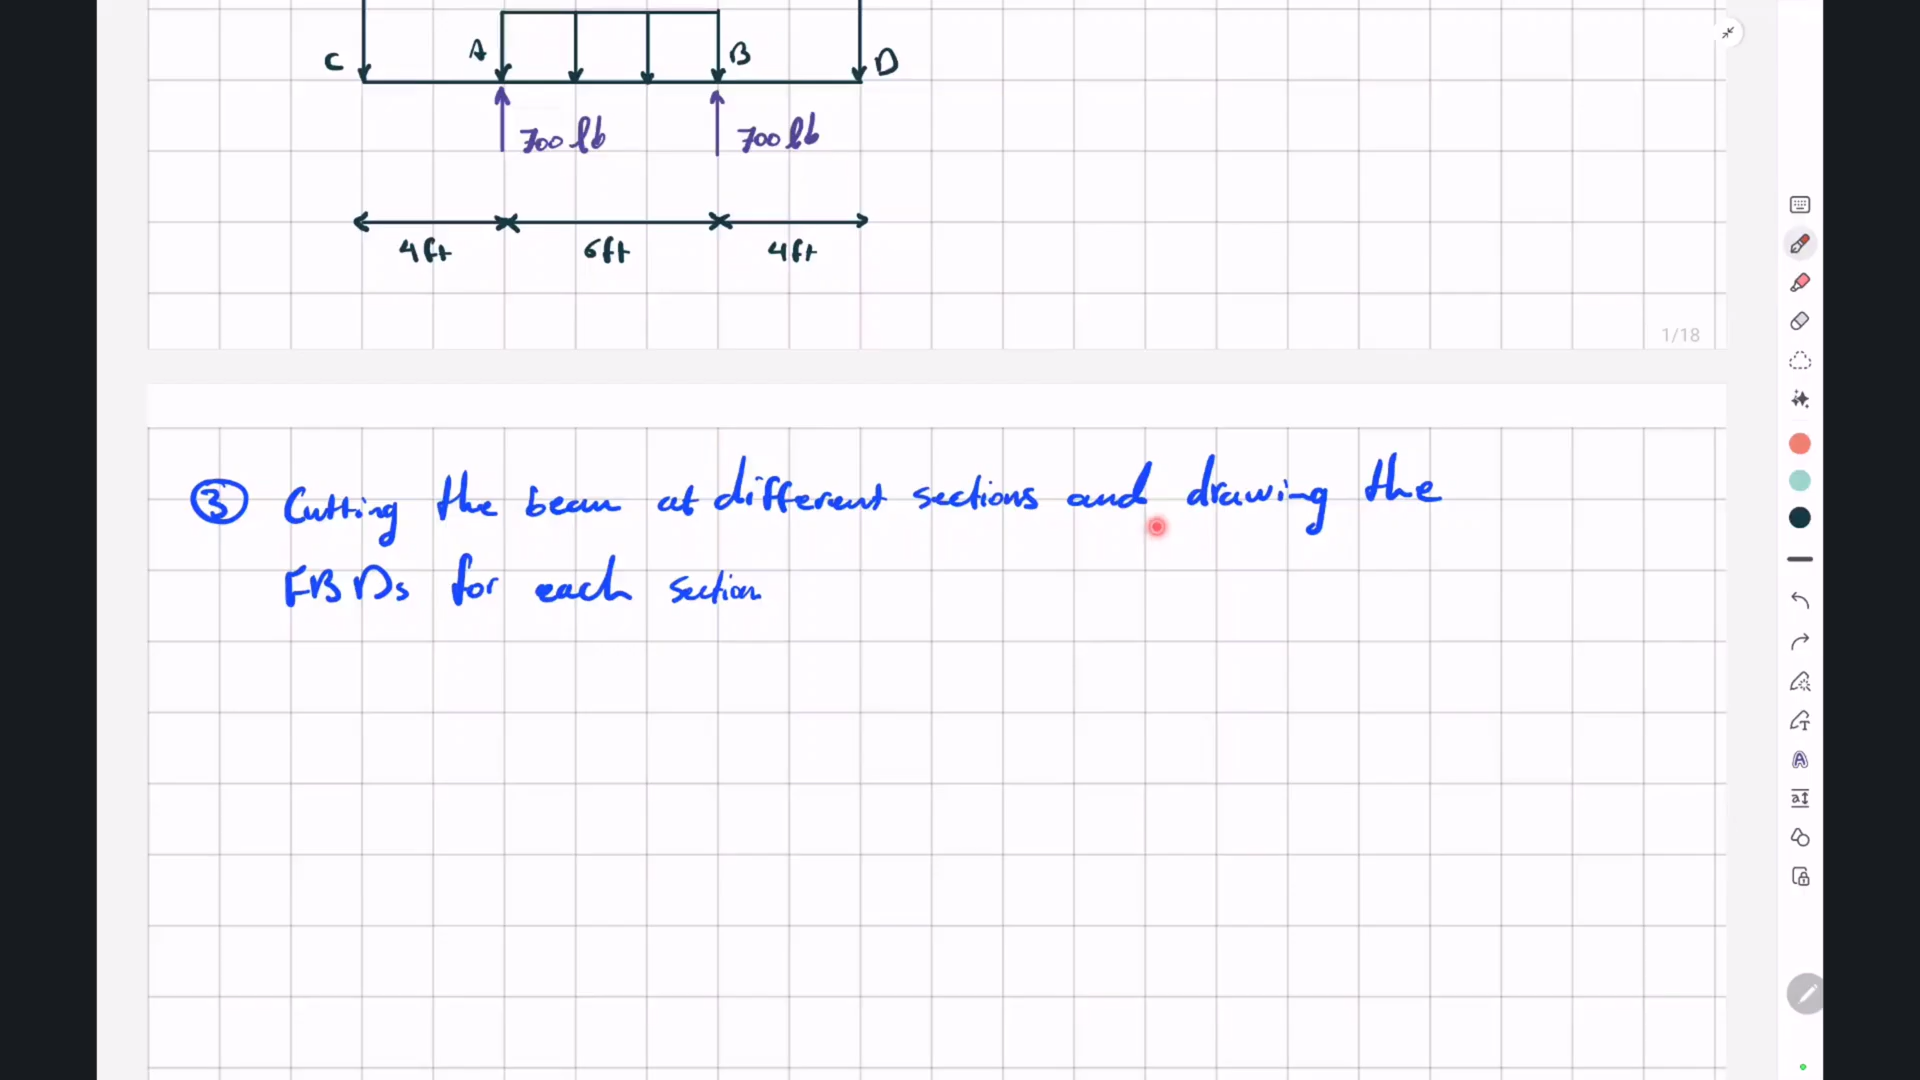 C A B D
700 lb 700 lb
4ft 6ft 4ft
1/18
③ Cutting the beam at different sections and drawing the
FBDs for each section